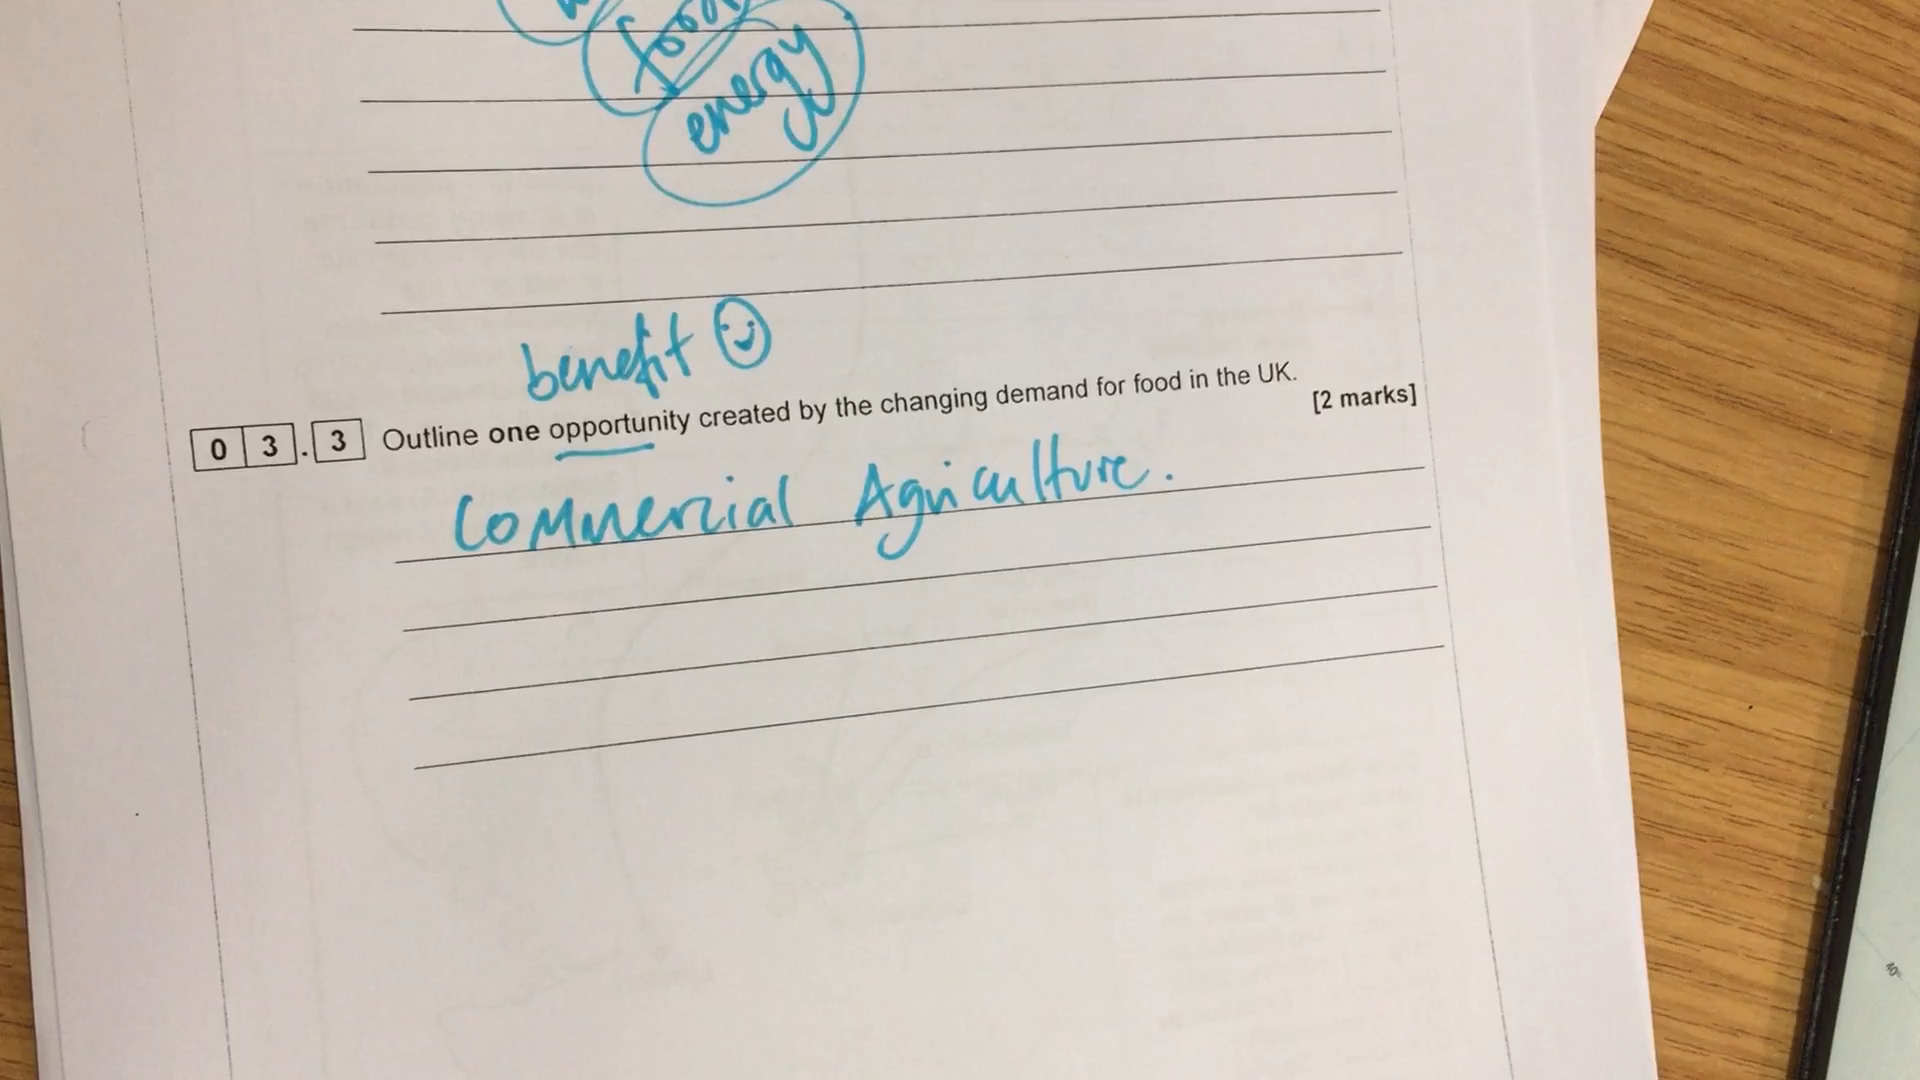 food
energy
benefit
0 3 . 3 Outline one opportunity created by the changing demand for food in the UK.
[2 marks]
Commercial Agriculture.